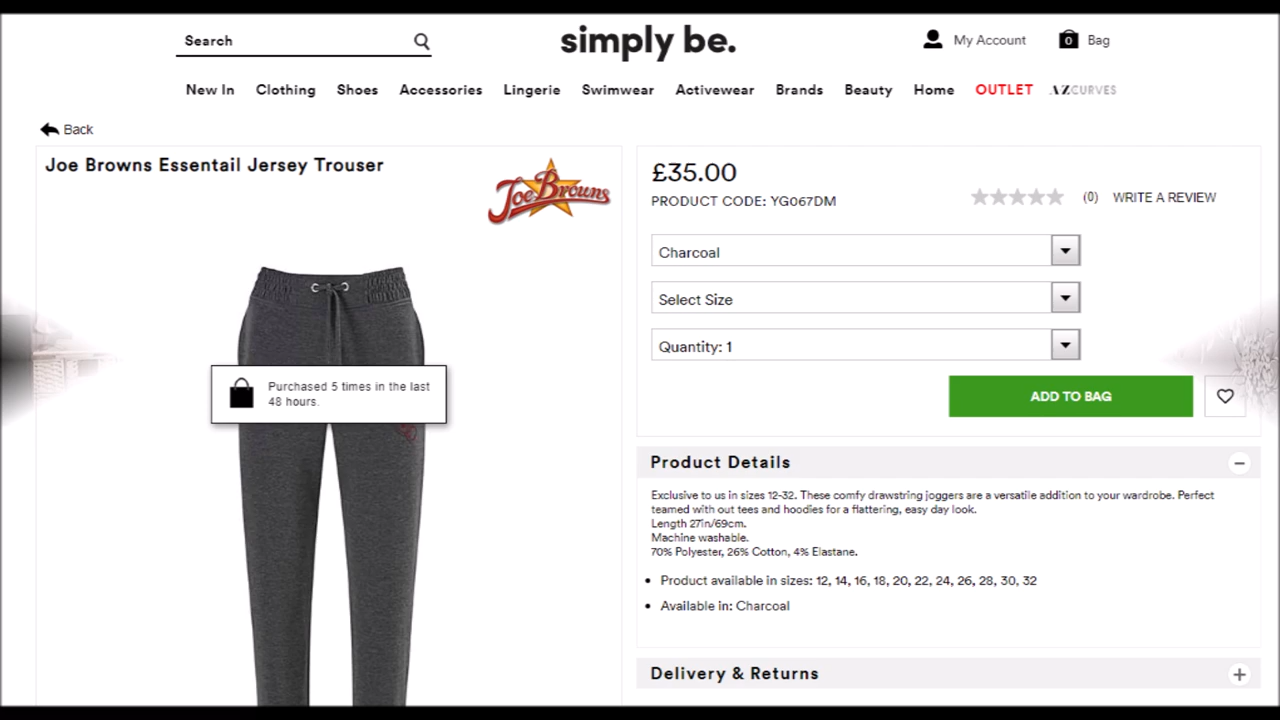 Search
simply be.
My Account
0
Bag
New In
Clothing
Shoes
Accessories
Lingerie
Swimwear
Activewear
Brands
Beauty
Home
OUTLET
AZCURVES
Back
Joe Browns Essentail Jersey Trouser
Joe Browns
£35.00
PRODUCT CODE: YG067DM
(0) WRITE A REVIEW
Charcoal
Select Size
Quantity: 1
ADD TO BAG
Purchased 5 times in the last
48 hours.
Product Details
Exclusive to us in sizes 12-32. These comfy drawstring joggers are a versatile addition to your wardrobe. Perfect
teamed with out tees and hoodies for a flattering, easy day look.
Length 27in/69cm.
Machine washable.
70% Polyester, 26% Cotton, 4% Elastane.
• Product available in sizes: 12, 14, 16, 18, 20, 22, 24, 26, 28, 30, 32
• Available in: Charcoal
Delivery & Returns